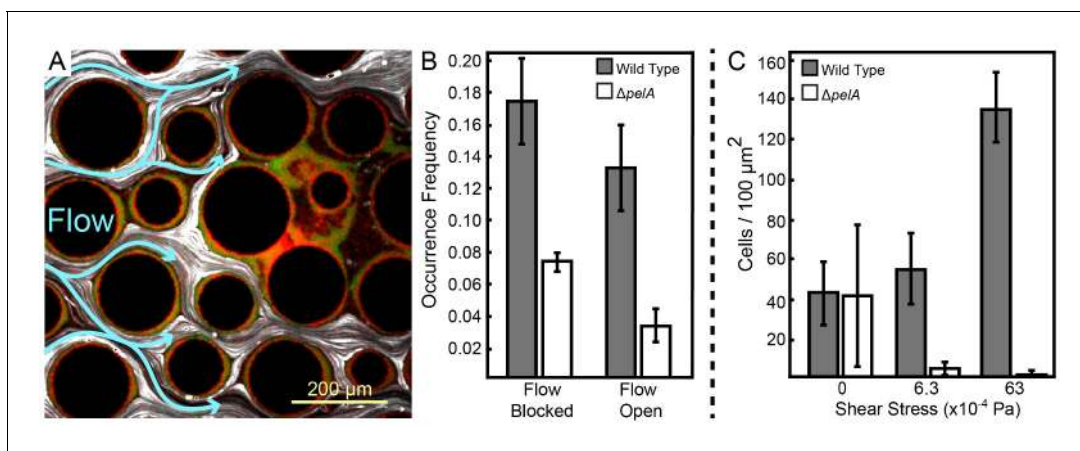 A
Flow
200 µm
B
Occurrence Frequency
0.20
0.18
0.16
0.14
0.12
0.10
0.08
0.06
0.04
0.02
Wild Type
ΔpelA
Flow Blocked
Flow Open
C
Cells / 100 µm²
160
140
120
100
180
80
60
40
20
Wild Type
ΔpelA
0
6.3
63
Shear Stress (x10⁻⁴ Pa)